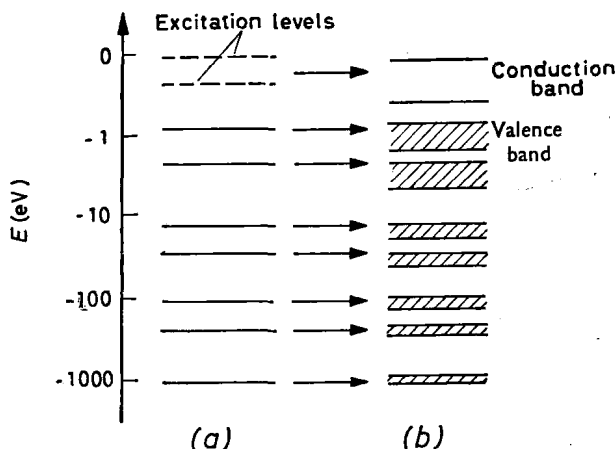 Excitation levels
0
Conduction
band
-1
Valence
band
E (eV)
-10
-100
-1000
(a)
(b)